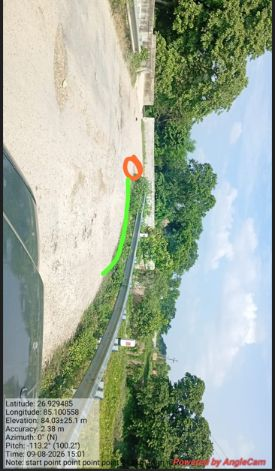 Latitude: 26.929485
Longitude: 85.100558
Elevation: 84.03±25.1 m
Accuracy: 2.38 m
Azimuth: 0° (N)
Pitch: -113.2° (100.2°)
Time: 09-08-2026 15:01
Note: start point point point point
Powered by AngleCam